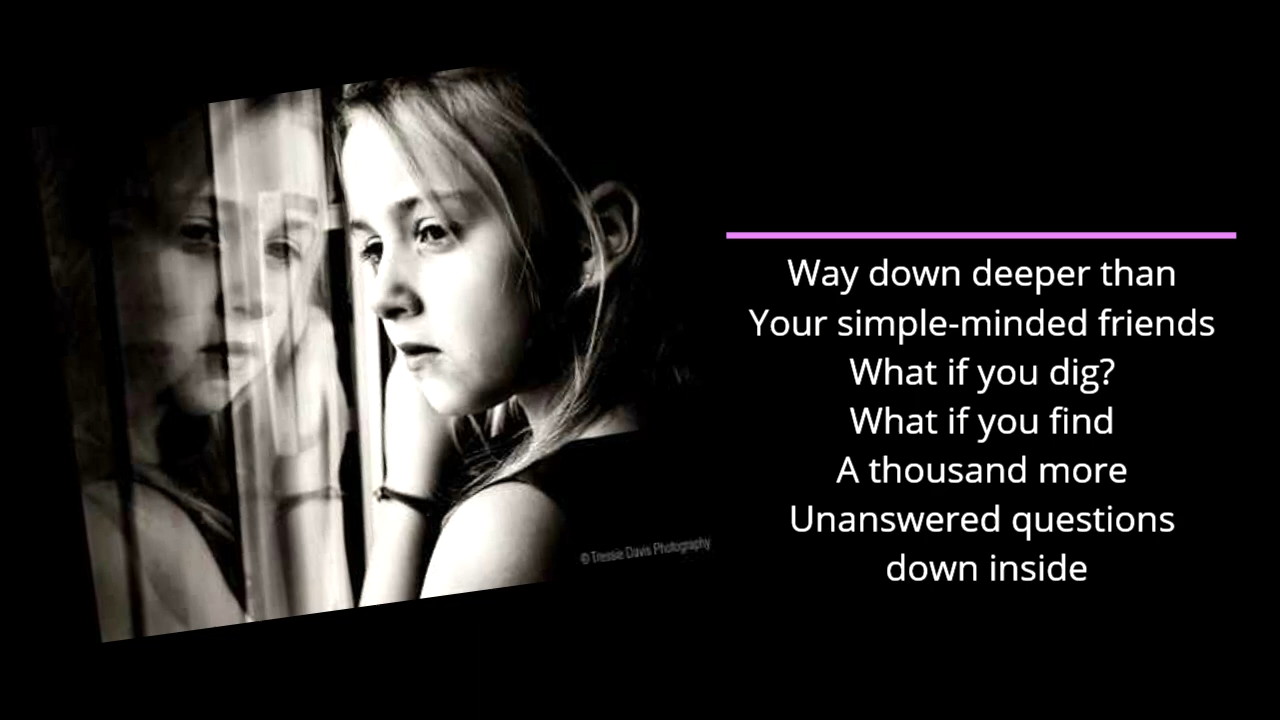 Way down deeper than
Your simple-minded friends
What if you dig?
What if you find
A thousand more
Unanswered questions
down inside
© Tressie Davis Photography